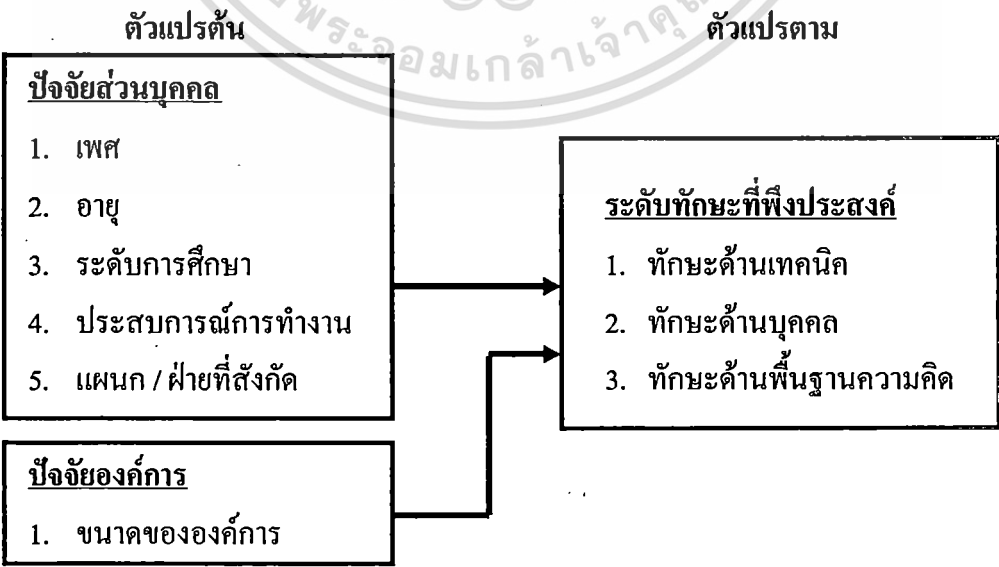 ตัวแปรต้น
ปัจจัยส่วนบุคคล
1. เพศ
2. อายุ
3. ระดับการศึกษา
4. ประสบการณ์การทำงาน
5. แผนก / ฝ่ายที่สังกัด
ปัจจัยองค์การ
1. ขนาดขององค์การ
ตัวแปรตาม
ระดับทักษะที่พึงประสงค์
1. ทักษะด้านเทคนิค
2. ทักษะด้านบุคคล
3. ทักษะด้านพื้นฐานความคิด